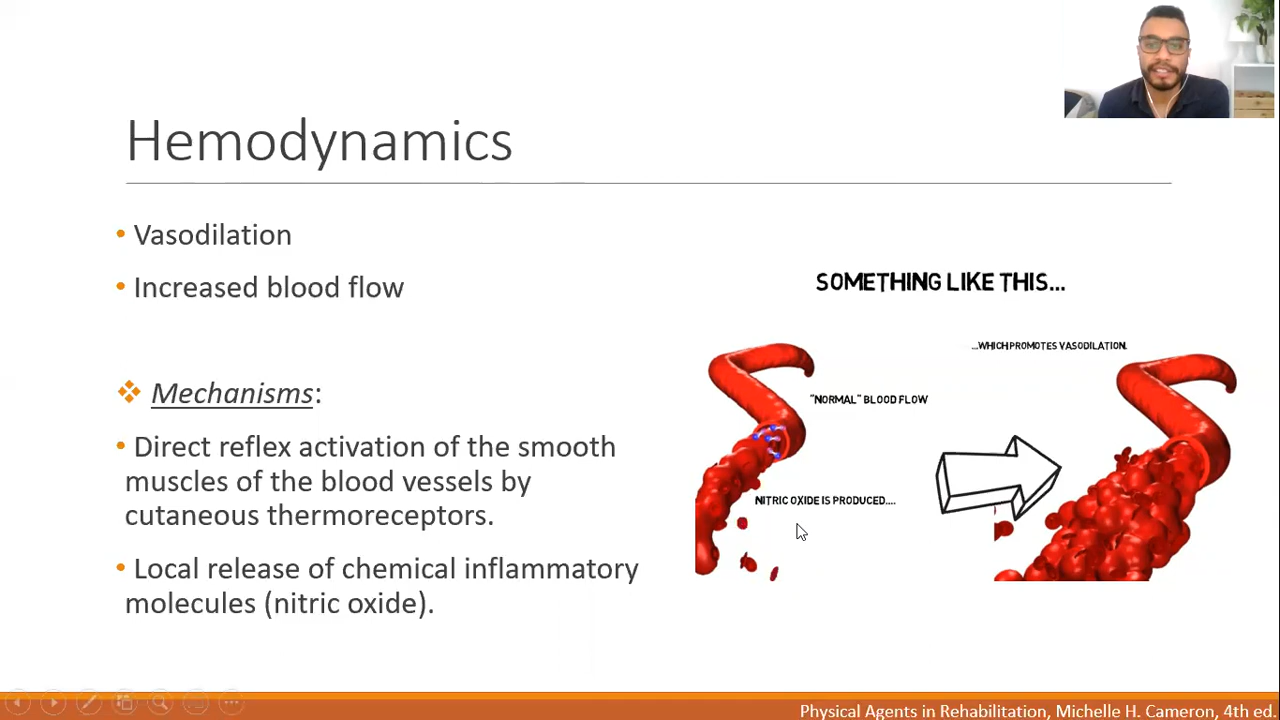 Hemodynamics
• Vasodilation
• Increased blood flow
❖ Mechanisms:
• Direct reflex activation of the smooth
muscles of the blood vessels by
cutaneous thermoreceptors.
• Local release of chemical inflammatory
molecules (nitric oxide).
SOMETHING LIKE THIS...
...WHICH PROMOTES VASODILATION.
"NORMAL" BLOOD FLOW
NITRIC OXIDE IS PRODUCED....
Physical Agents in Rehabilitation, Michelle H. Cameron, 4th ed.